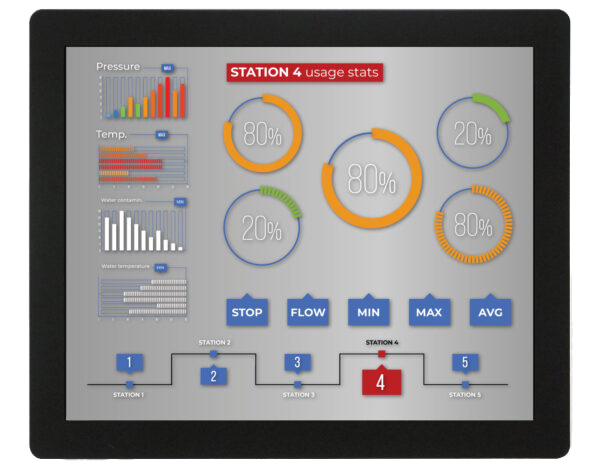 Pressure
STATION 4 usage stats
80%
20%
Temp.
80%
Water contamin.
20%
80%
Water temperature
STOP
FLOW
MIN
MAX
AVG
STATION 2
STATION 4
1
3
5
2
4
STATION 1
STATION 3
STATION 5